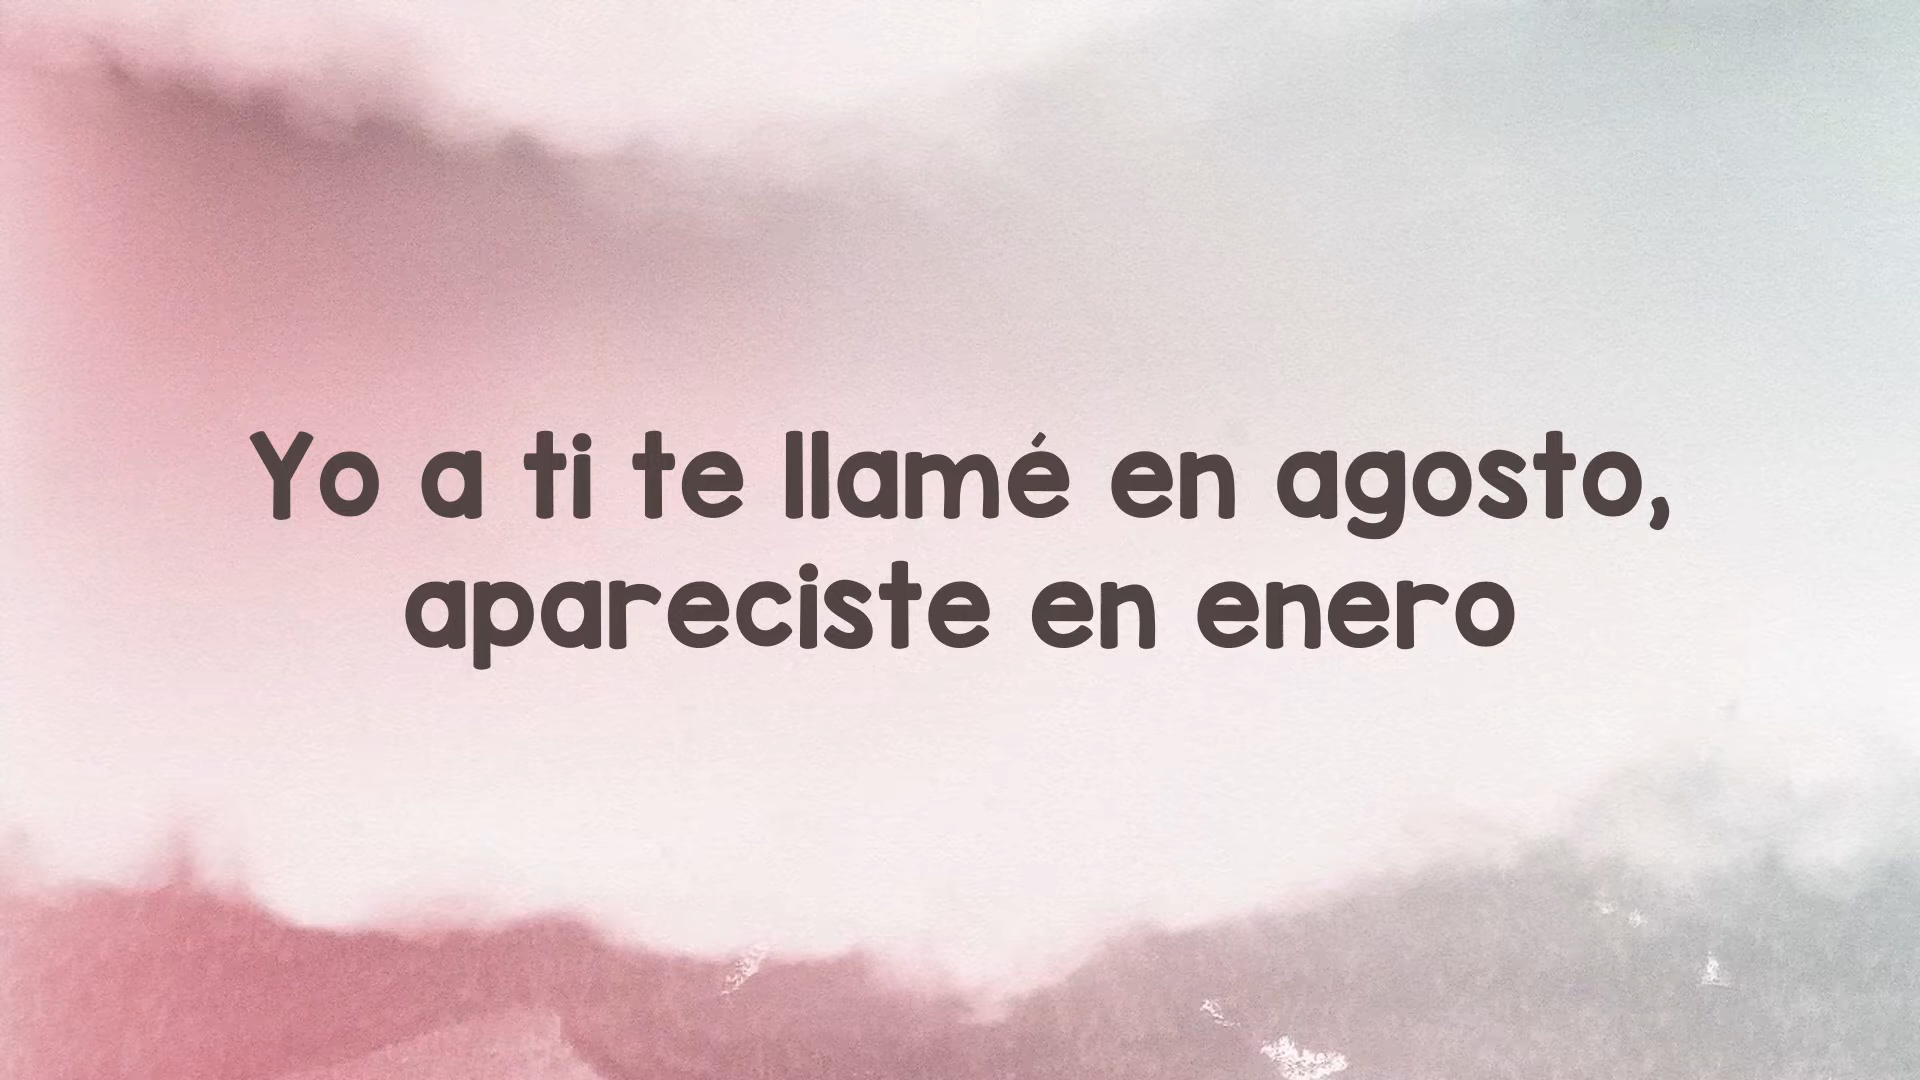 Yo a ti te llamé en agosto,
apareciste en enero